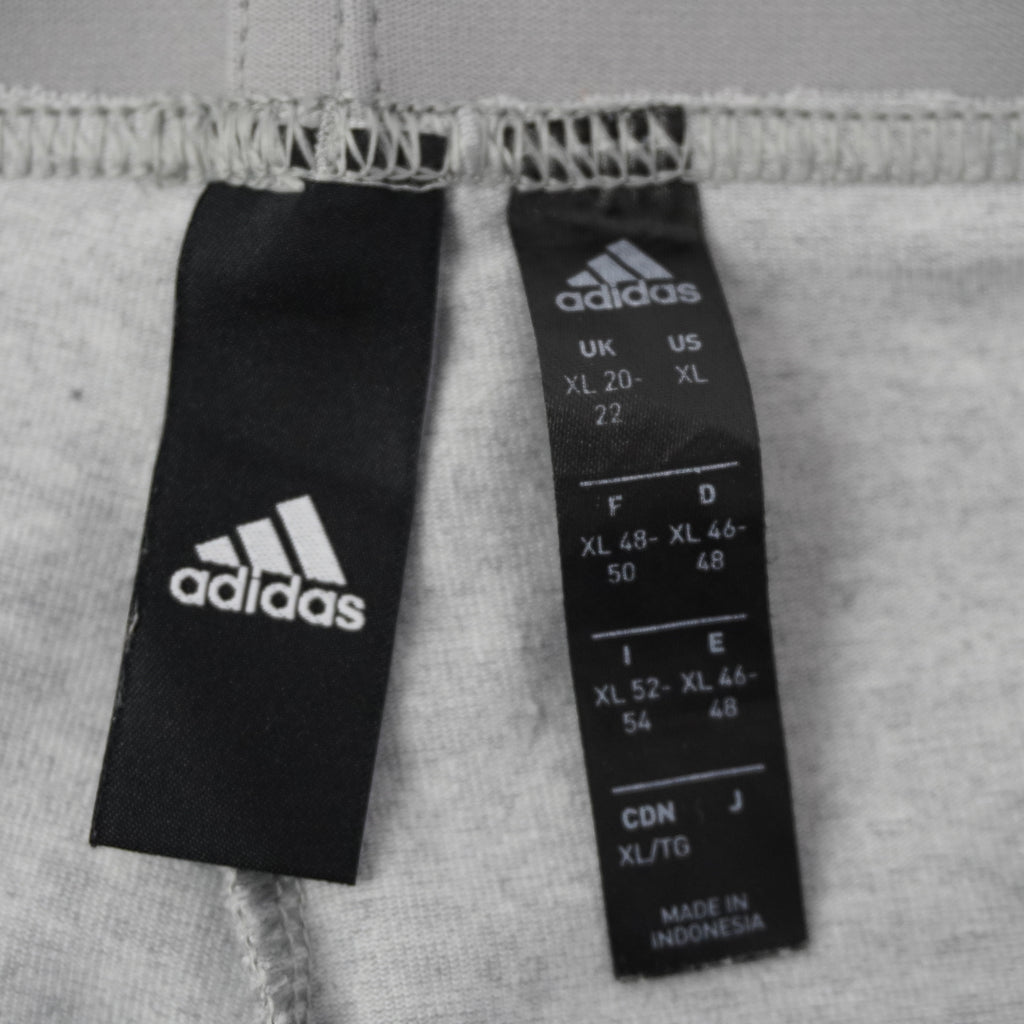 adidas
adidas
UK US
XL 20- XL
22
F D
XL 48- XL 46-
50 48
I E
XL 52- XL 46-
54 48
CDN J
XL/TG
MADE IN
INDONESIA